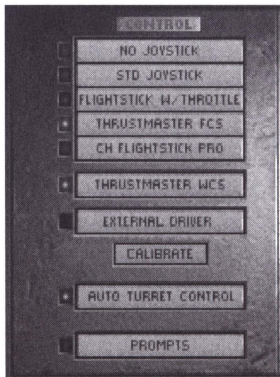 CONTROL
NO JOYSTICK
STD JOYSTICK
FLIGHTSTICK W/THROTTLE
THRUSTMASTER FCS
CH FLIGHTSTICK PRO
THRUSTMASTER WCS
EXTERNAL DRIVER
CALIBRATE
AUTO TURRET CONTROL
PROMPTS